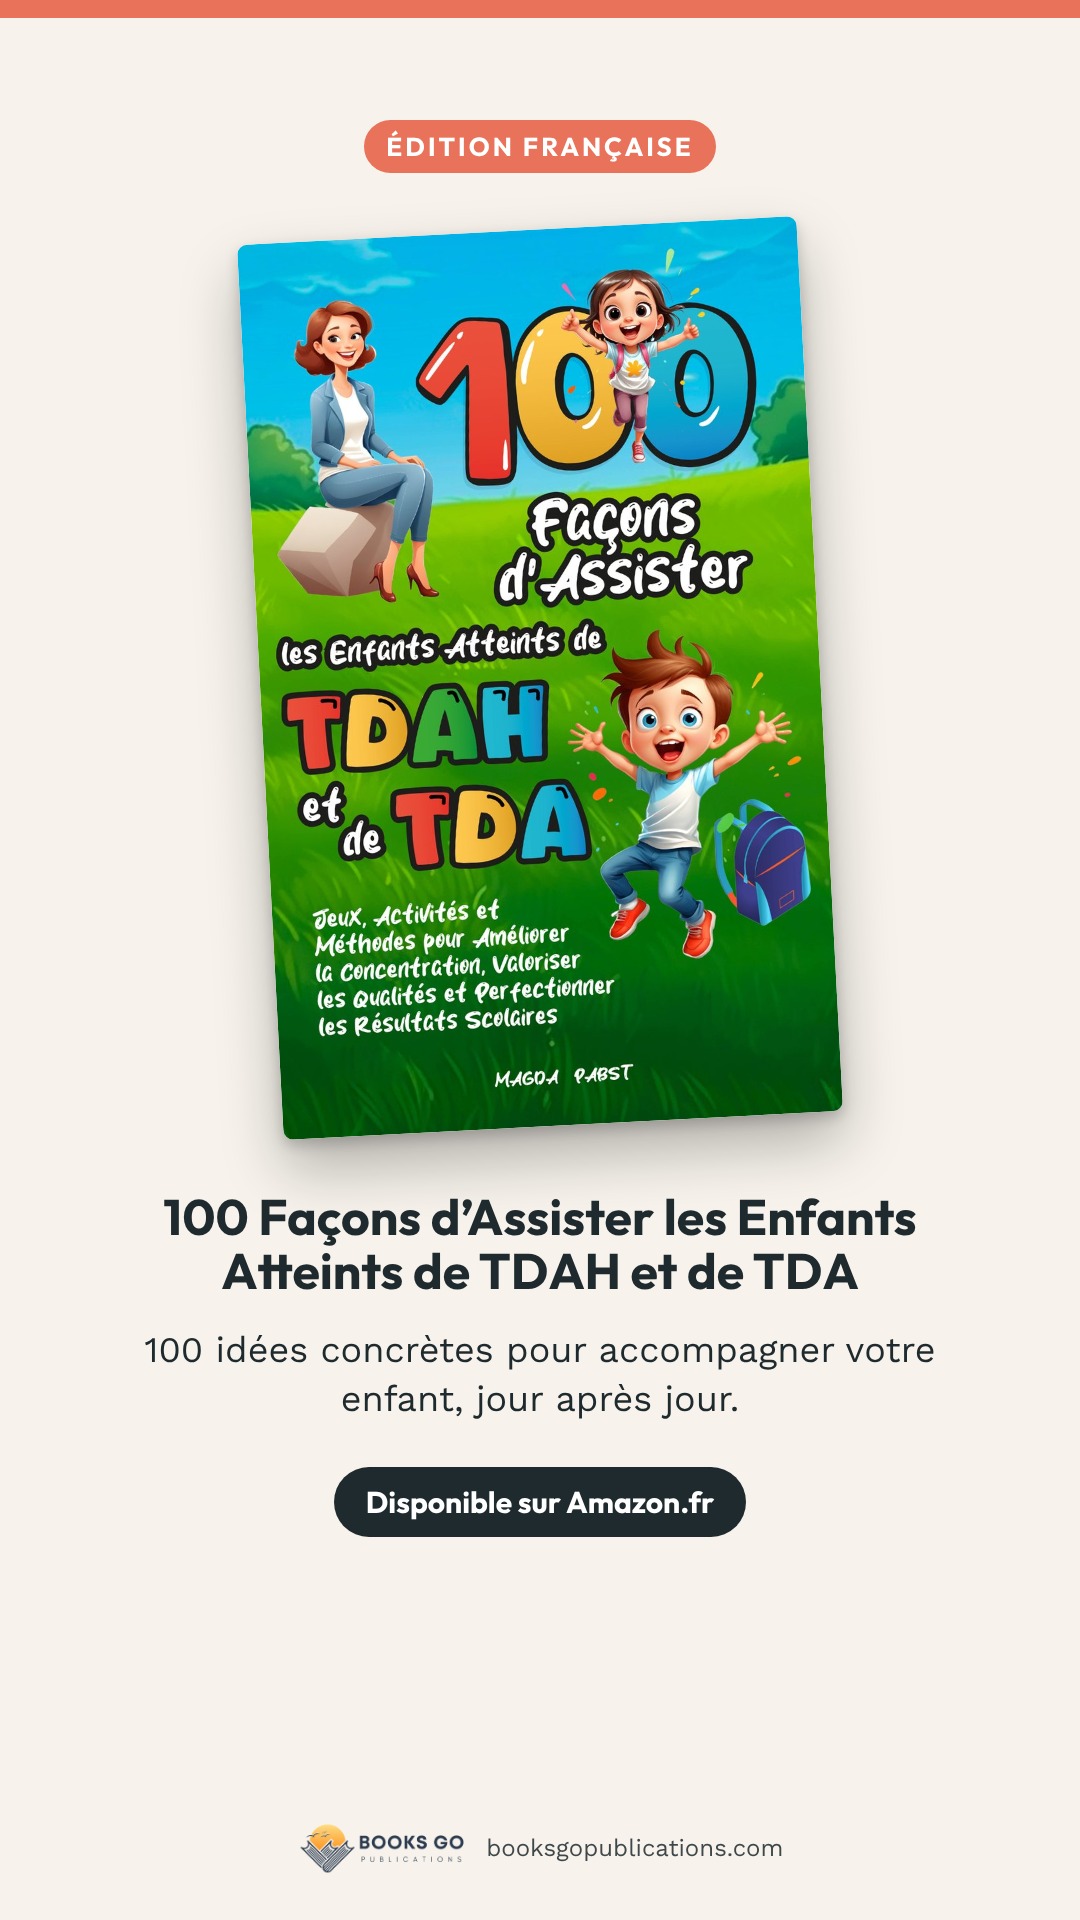 ÉDITION FRANÇAISE
100
Façons
d'Assister
les Enfants Atteints de
TDAH
et
de TDA
Jeux, Activités et
Méthodes pour Améliorer
la Concentration, Valoriser
les Qualités et Perfectionner
les Résultats Scolaires
MAGDA PABST
100 Façons d’Assister les Enfants
Atteints de TDAH et de TDA
100 idées concrètes pour accompagner votre
enfant, jour après jour.
Disponible sur Amazon.fr
BOOKS GO
PUBLICATIONS
booksgopublications.com